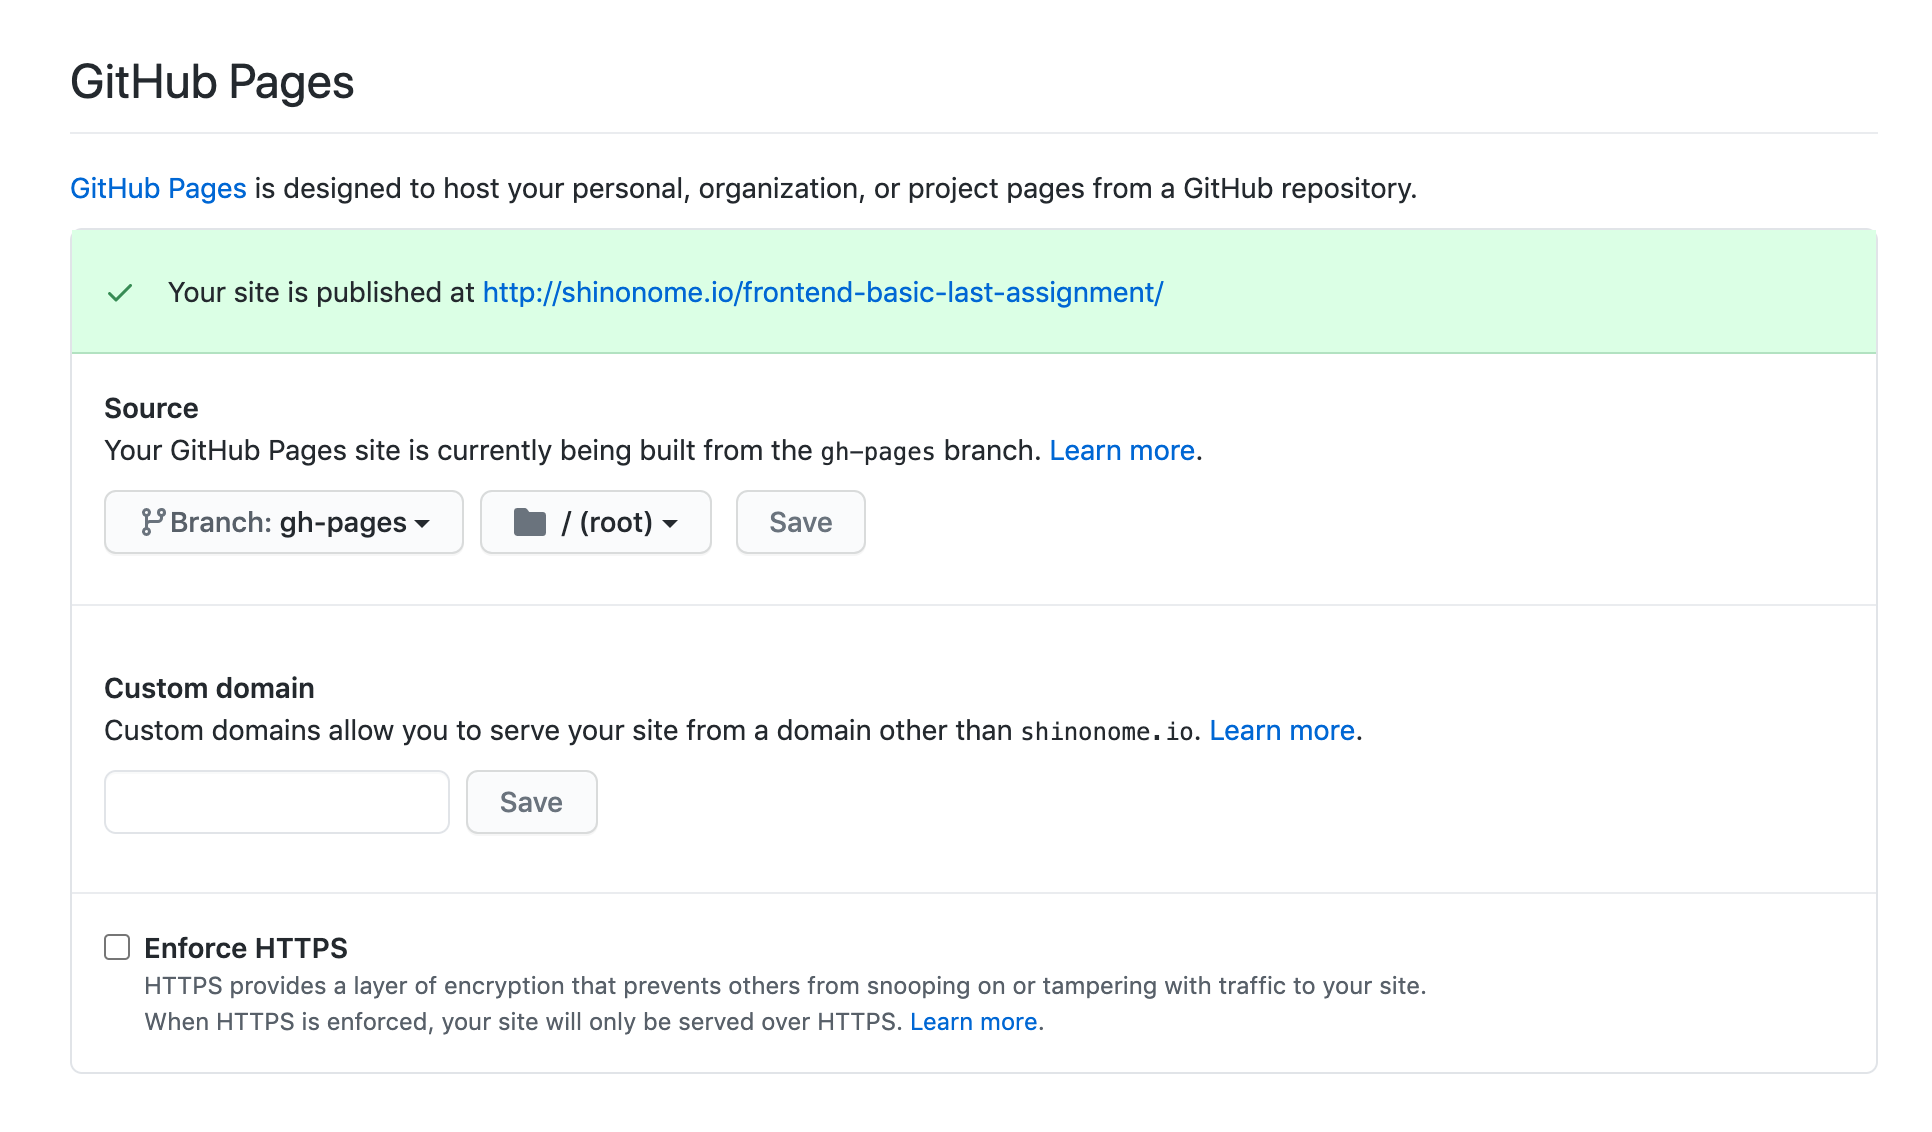 GitHub Pages
GitHub Pages is designed to host your personal, organization, or project pages from a GitHub repository.
Your site is published at http://shinonome.io/frontend-basic-last-assignment/
Source
Your GitHub Pages site is currently being built from the gh-pages branch. Learn more.
Branch: gh-pages / (root) Save
Custom domain
Custom domains allow you to serve your site from a domain other than shinonome.io. Learn more.
Save
Enforce HTTPS
HTTPS provides a layer of encryption that prevents others from snooping on or tampering with traffic to your site.
When HTTPS is enforced, your site will only be served over HTTPS. Learn more.